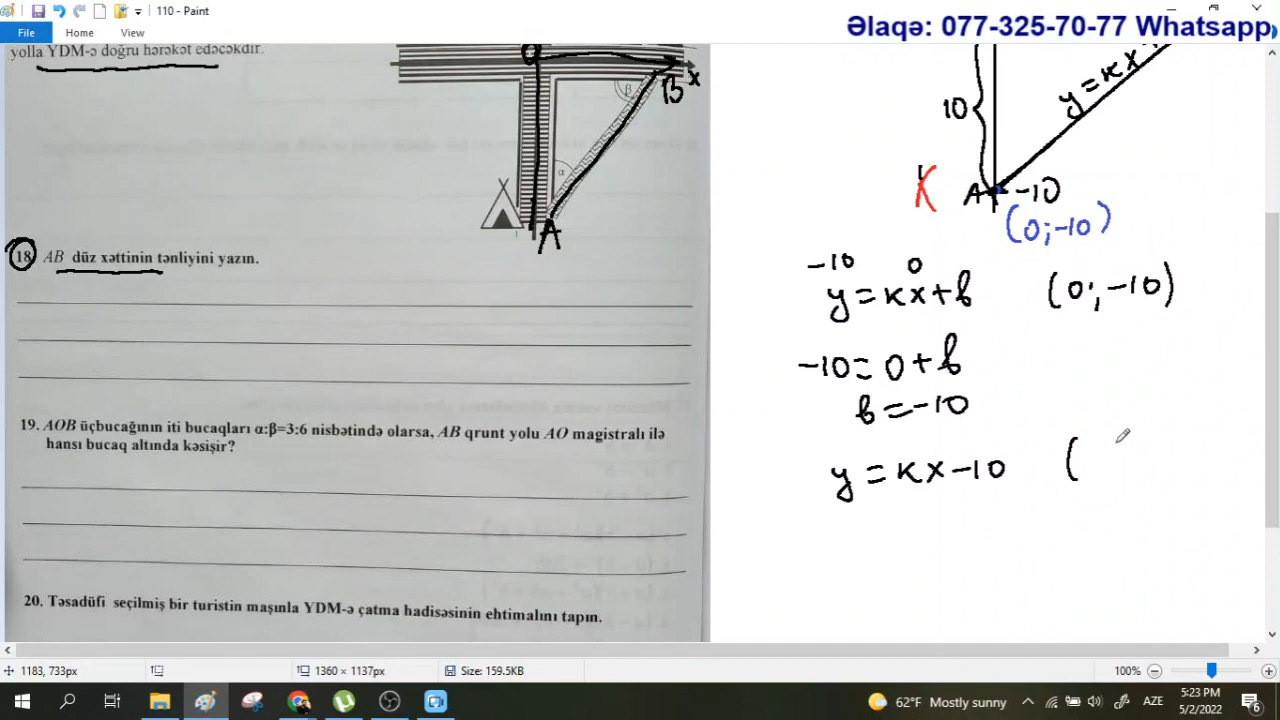 110 - Paint
Əlaqə: 077-325-70-77 Whatsapp
File Home View
yolla YDM-ə doğru hərəkət edəcəkdir.
O
x
B
β
α
A
18. AB düz xəttinin tənliyini yazın.
19. AOB üçbucağının iti bucaqları α:β=3:6 nisbətində olarsa, AB qrunt yolu AO magistralı ilə
hansı bucaq altında kəsişir?
20. Təsadüfi seçilmiş bir turistin maşınla YDM-ə çatma hadisəsinin ehtimalını tapın.
10
y=kx
K
A -10
(0;-10)
-10 0
y=kx+b (0;-10)
-10=0+b
b=-10
y=kx-10 (
1183, 733px 1360 × 1137px Size: 159.5KB 100%
62°F Mostly sunny AZE 5:23 PM
5/2/2022 6